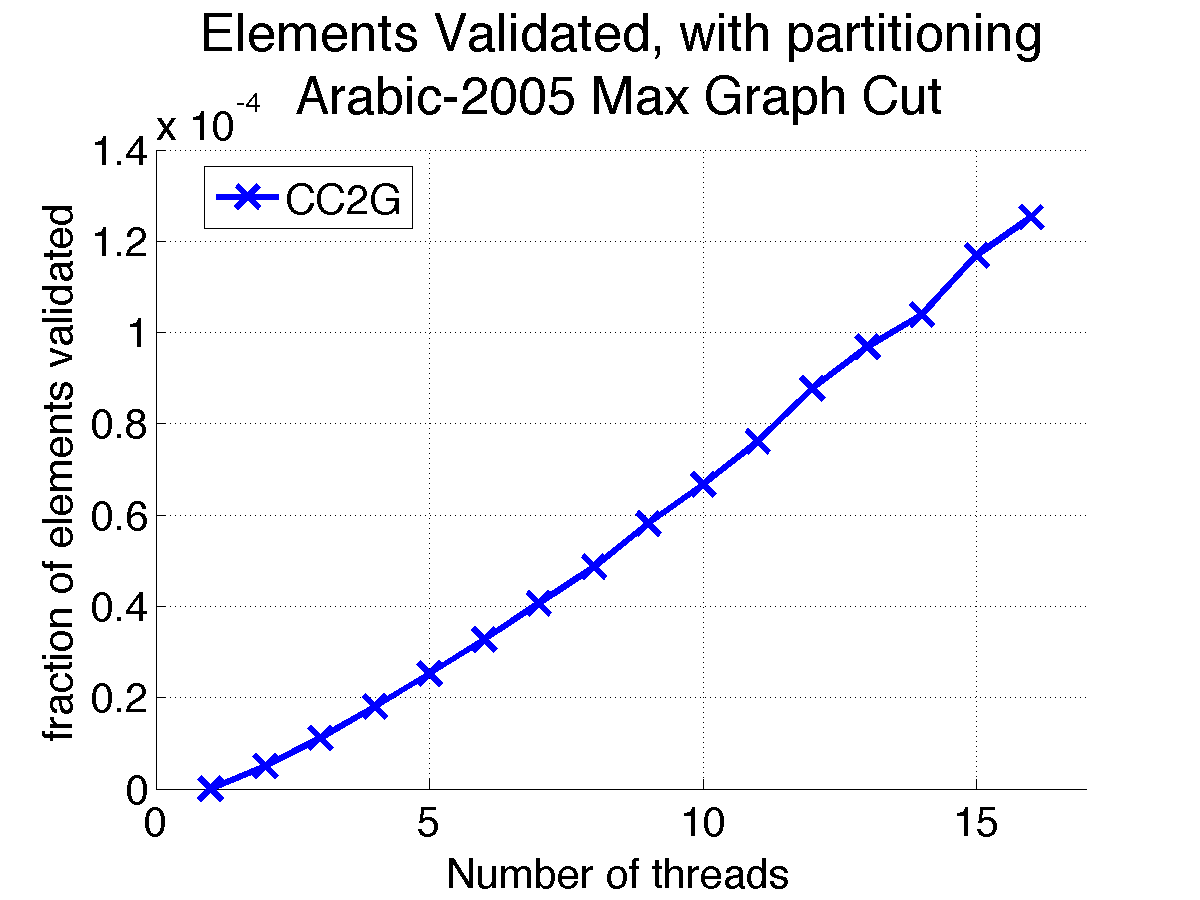 Elements Validated, with partitioning
Arabic-2005 Max Graph Cut
x 10-4
1.4
1.2
1
0.8
0.6
0.4
0.2
0
CC2G
fraction of elements validated
0 5 10 15
Number of threads